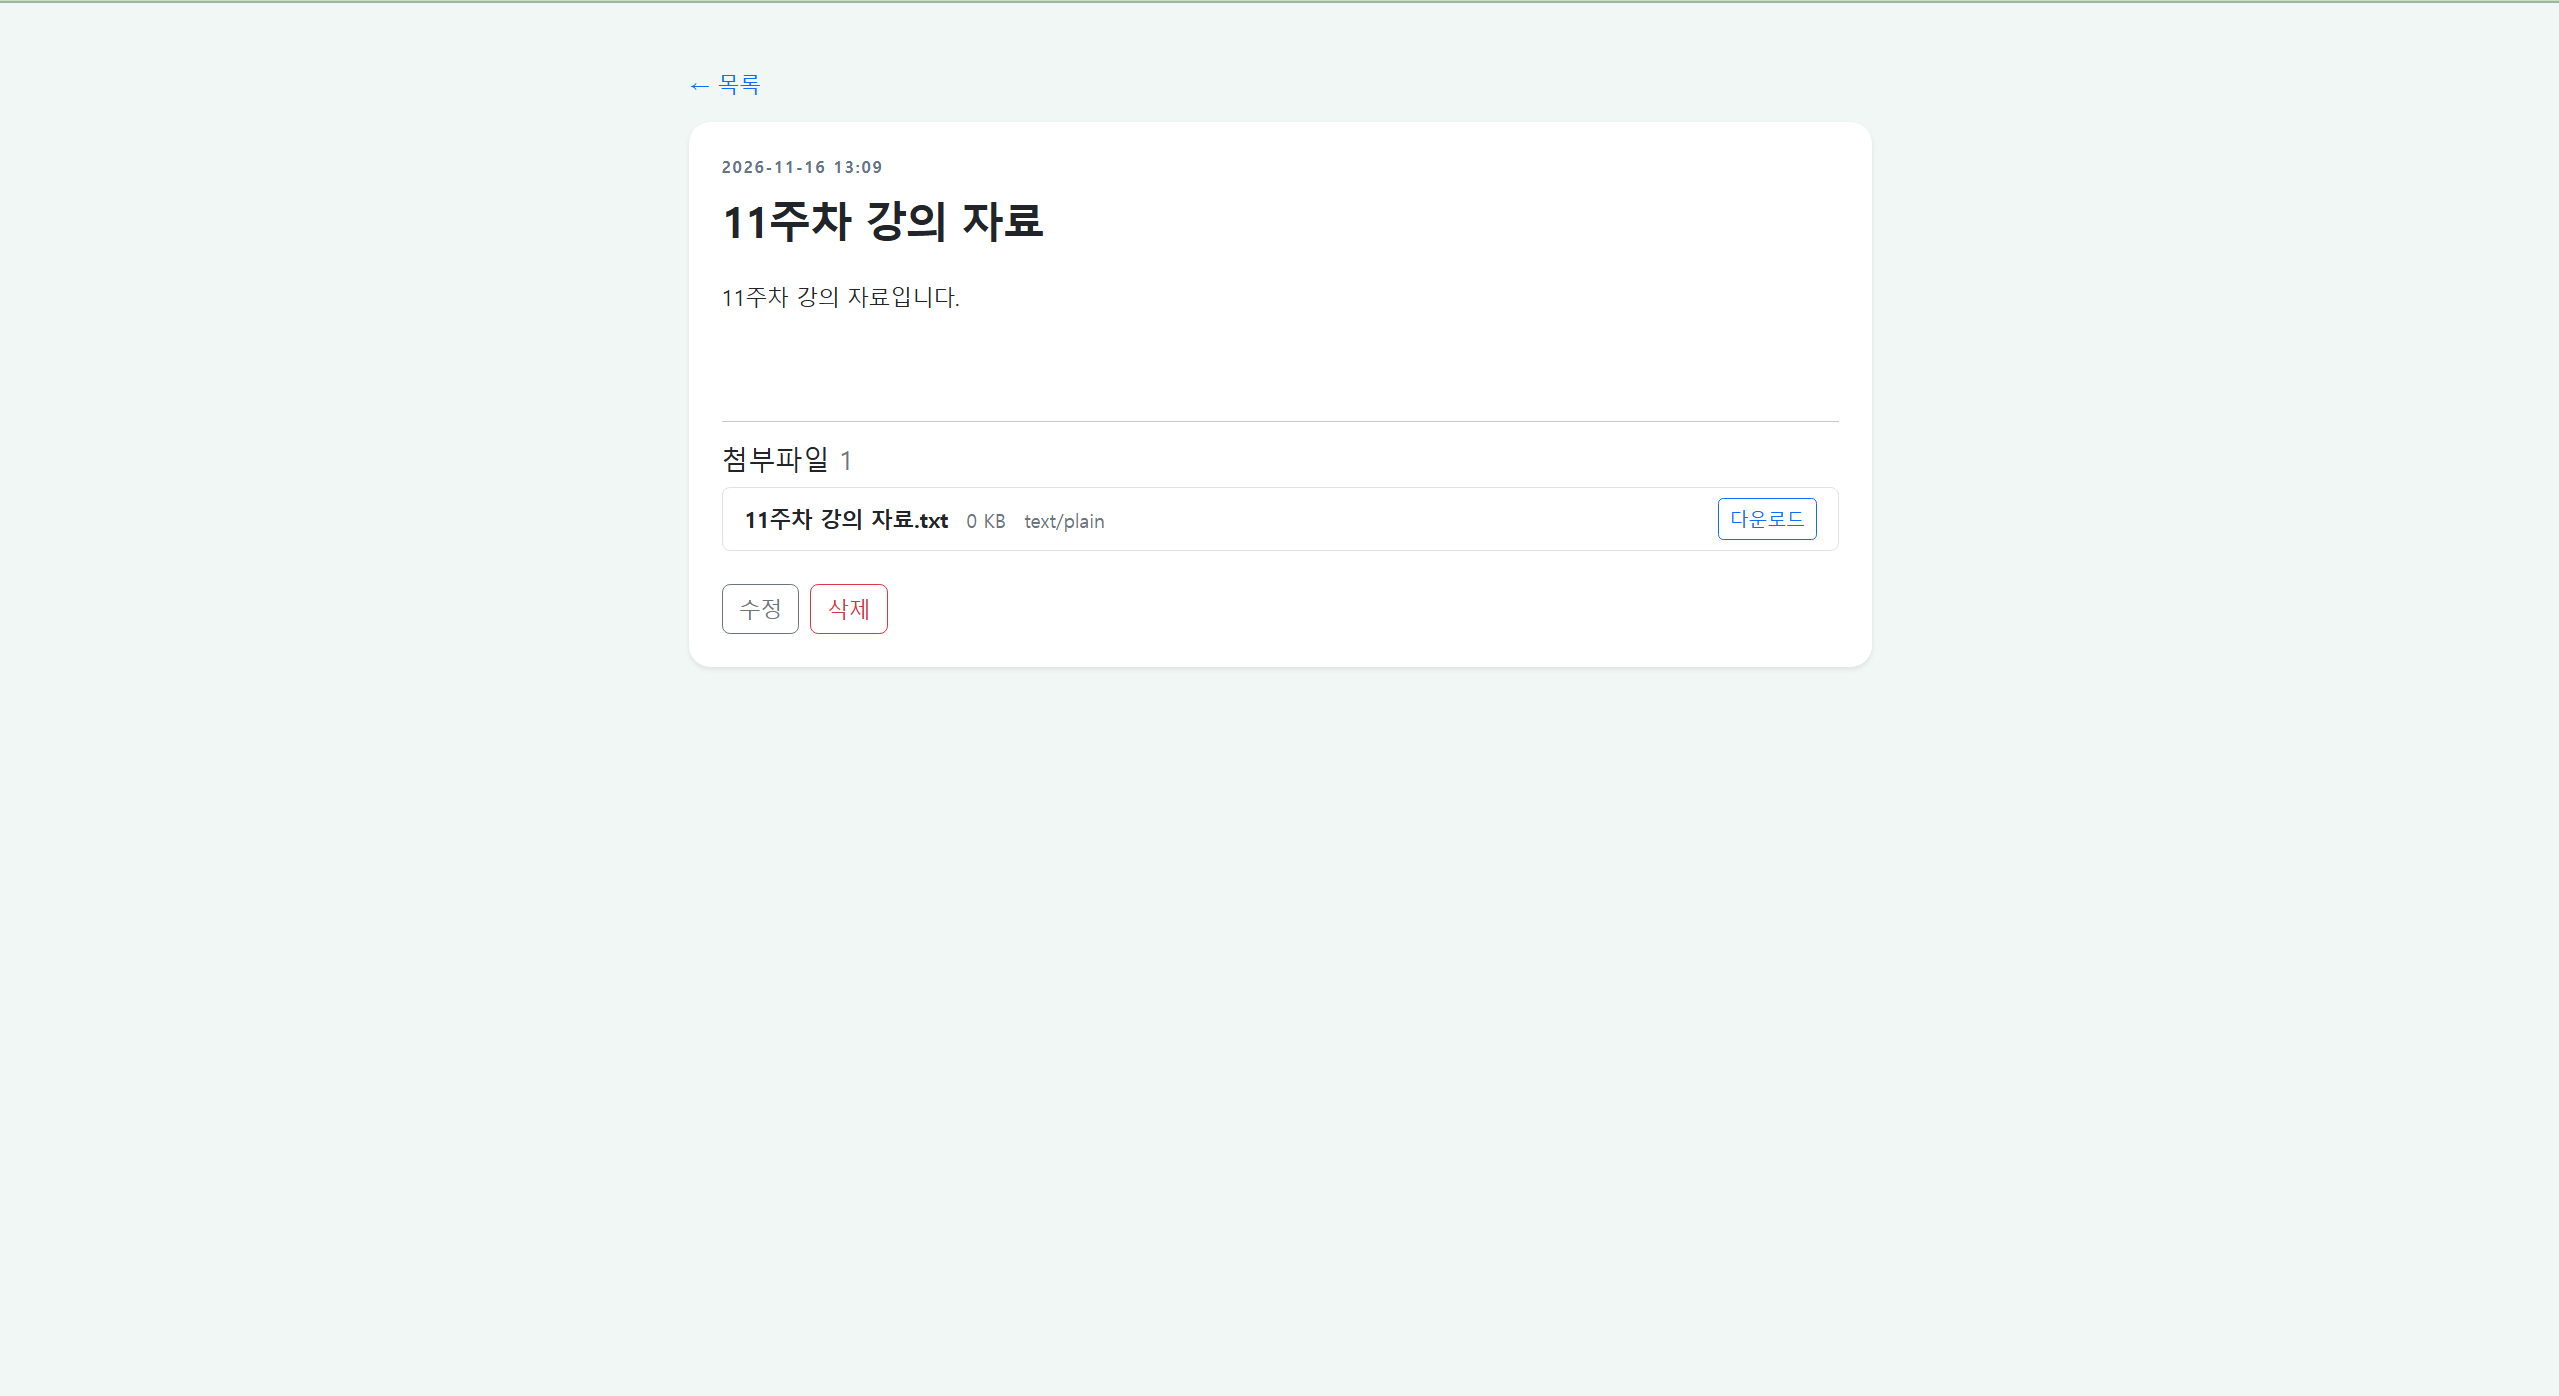 ← 목록
2026-11-16 13:09
11주차 강의 자료
11주차 강의 자료입니다.
첨부파일 1
11주차 강의 자료.txt 0 KB text/plain 다운로드
수정 삭제